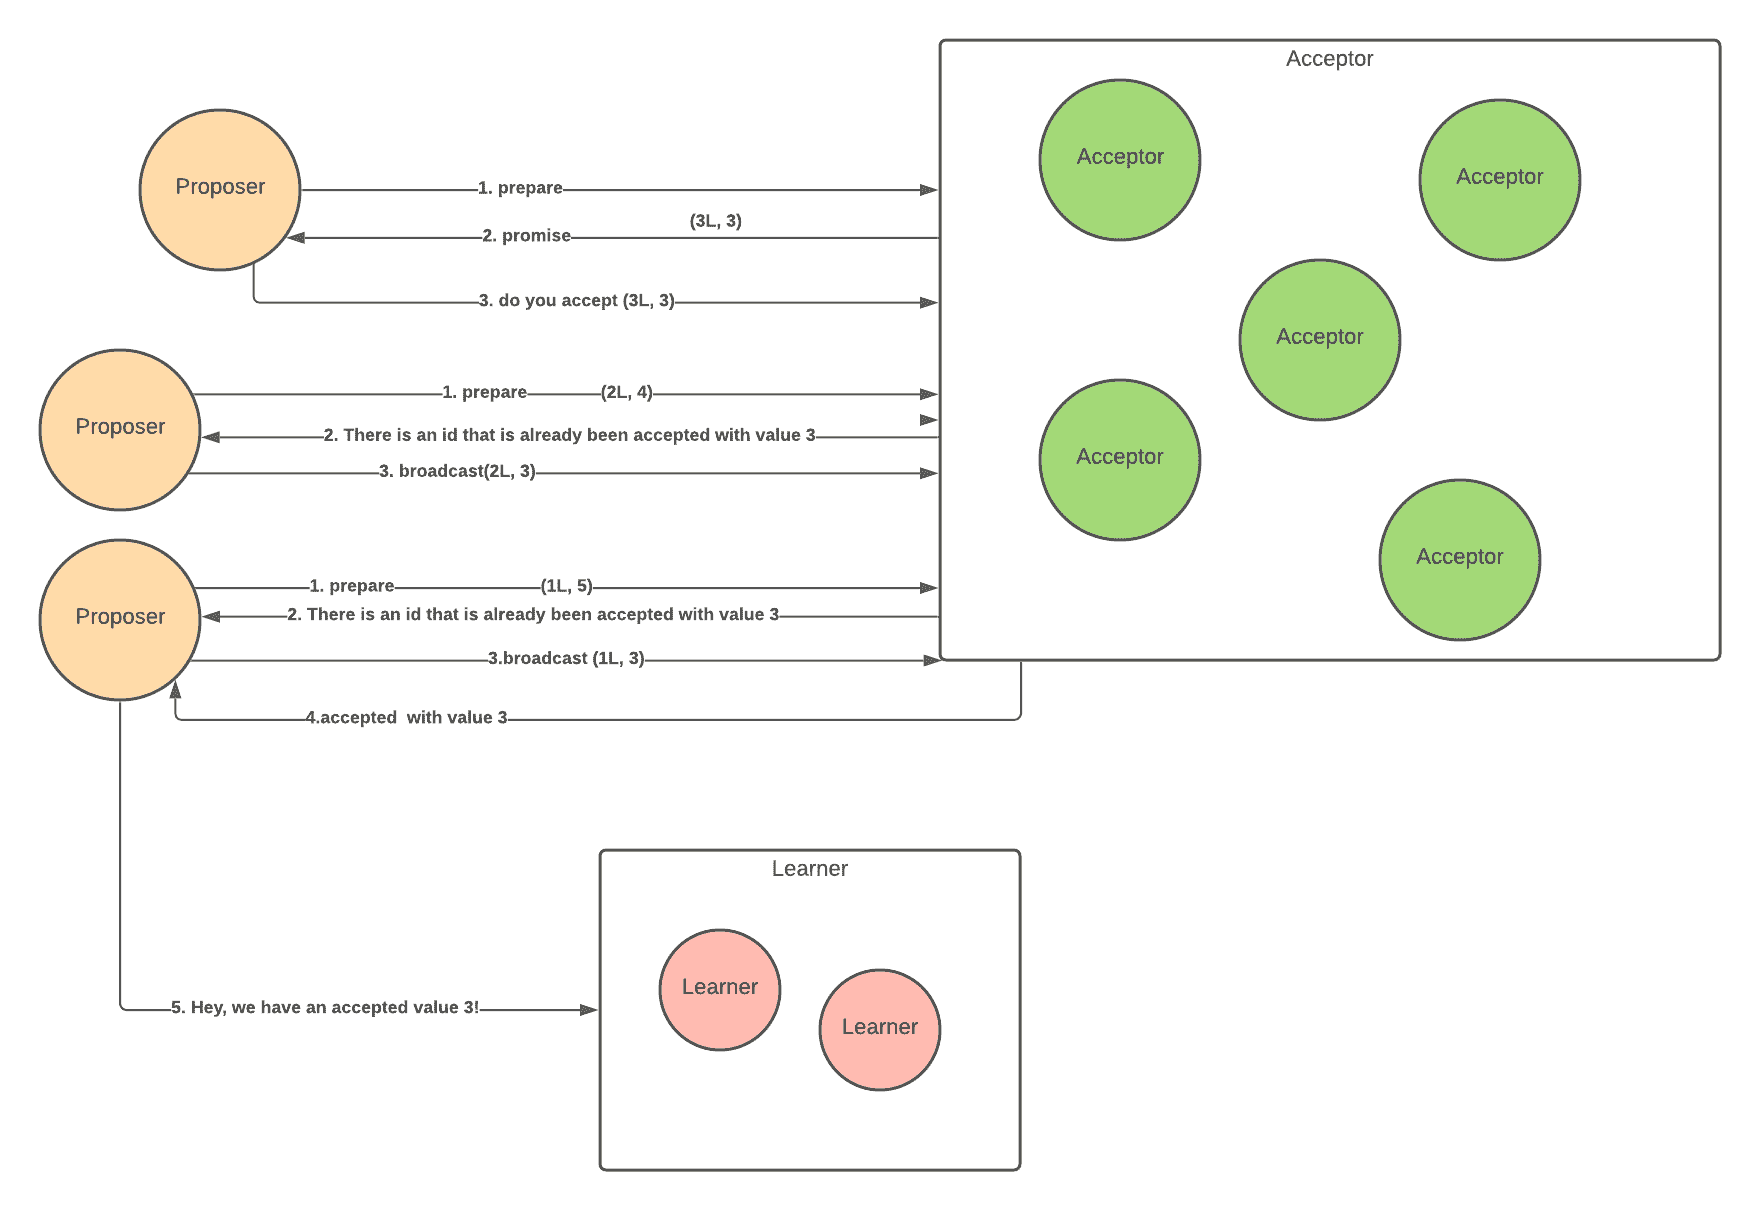 Acceptor
Acceptor
Acceptor
Proposer
1. prepare
(3L, 3)
2. promise
3. do you accept (3L, 3)
Acceptor
1. prepare (2L, 4)
Proposer
2. There is an id that is already been accepted with value 3
Acceptor
3. broadcast(2L, 3)
Acceptor
1. prepare (1L, 5)
Proposer
2. There is an id that is already been accepted with value 3
3.broadcast (1L, 3)
4.accepted with value 3
Learner
Learner
5. Hey, we have an accepted value 3!
Learner